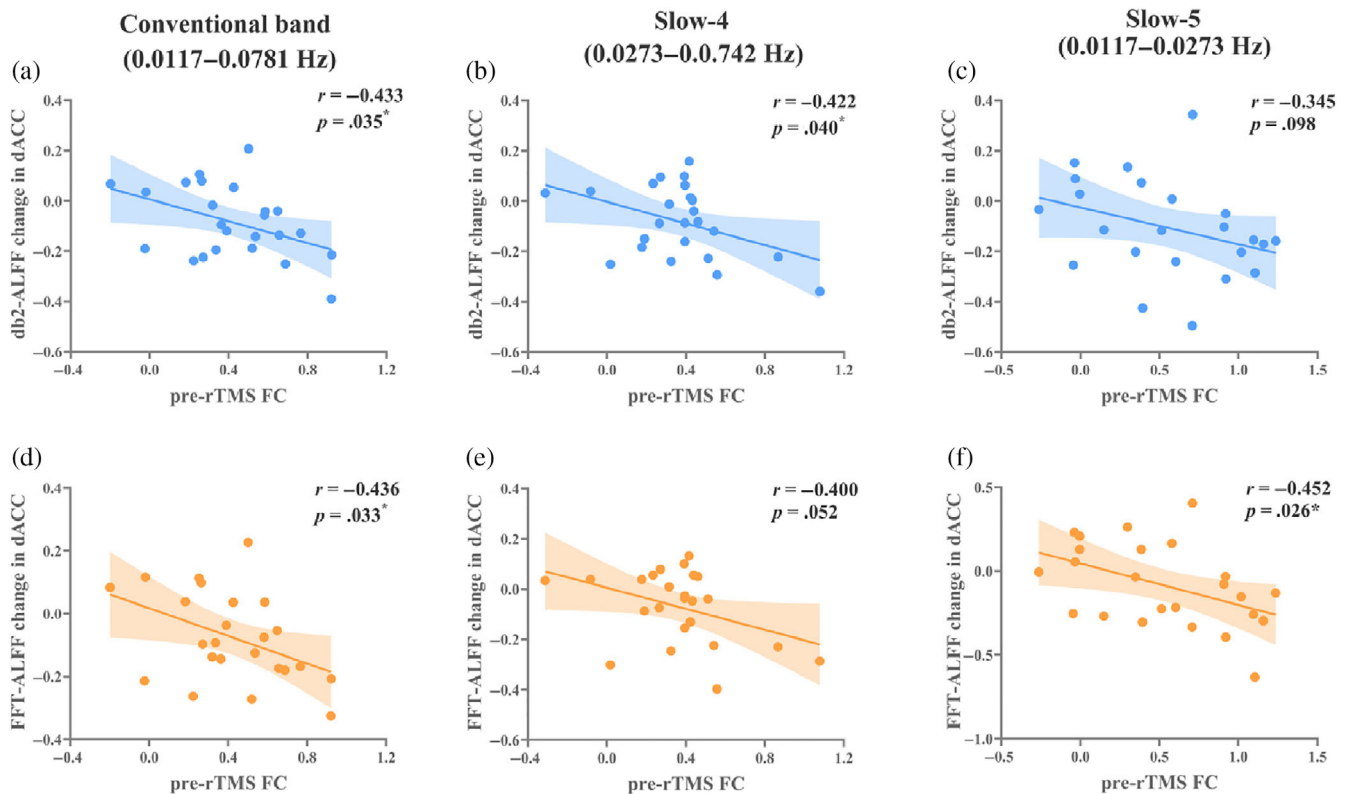 Conventional band
(0.0117–0.0781 Hz)
Slow-4
(0.0273–0.0.742 Hz)
Slow-5
(0.0117–0.0273 Hz)
(a)
r = −0.433
p = .035*
db2-ALFF change in dACC
0.4
0.2
0.0
−0.2
−0.4
−0.6
−0.4
0.0
0.4
0.8
1.2
pre-rTMS FC
(b)
r = −0.422
p = .040*
db2-ALFF change in dACC
0.4
0.2
0.0
−0.2
−0.4
−0.6
−0.4
0.0
0.4
0.8
1.2
pre-rTMS FC
(c)
r = −0.345
p = .098
db2-ALFF change in dACC
0.4
0.2
0.0
−0.2
−0.4
−0.6
0.0
0.5
1.0
1.5
pre-rTMS FC
(d)
r = −0.436
p = .033*
FFT-ALFF change in dACC
0.4
0.2
0.0
−0.2
−0.4
−0.4
0.0
0.4
0.8
1.2
pre-rTMS FC
(e)
r = −0.400
p = .052
FFT-ALFF change in dACC
0.4
0.2
0.0
−0.2
−0.4
−0.6
−0.4
0.0
0.4
0.8
1.2
pre-rTMS FC
(f)
r = −0.452
p = .026*
FFT-ALFF change in dACC
0.5
0.0
−0.5
−1.0
−0.5
0.0
0.5
1.0
1.5
pre-rTMS FC